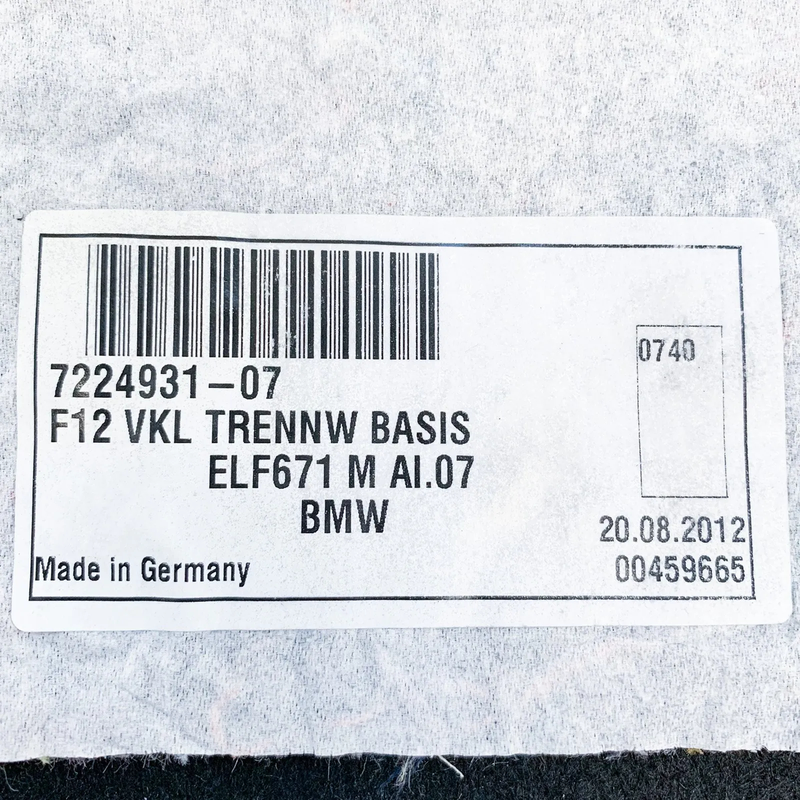 0740
7224931-07
F12 VKL TRENNW BASIS
ELF671 M AI.07
BMW
20.08.2012
Made in Germany
00459665